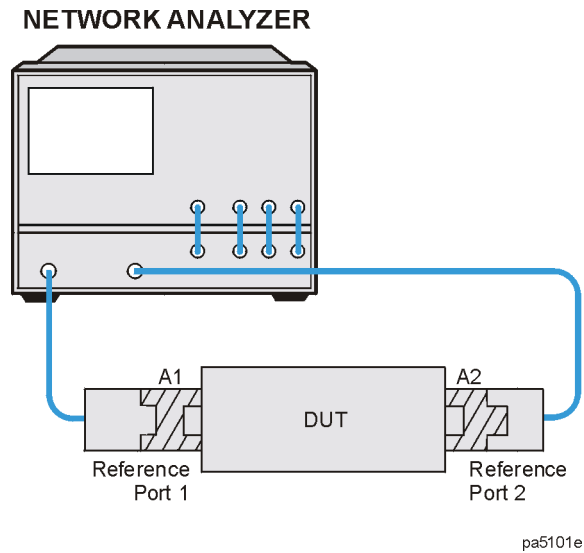 NETWORK ANALYZER
A1
A2
DUT
Reference
Port 1
Reference
Port 2
pa5101e